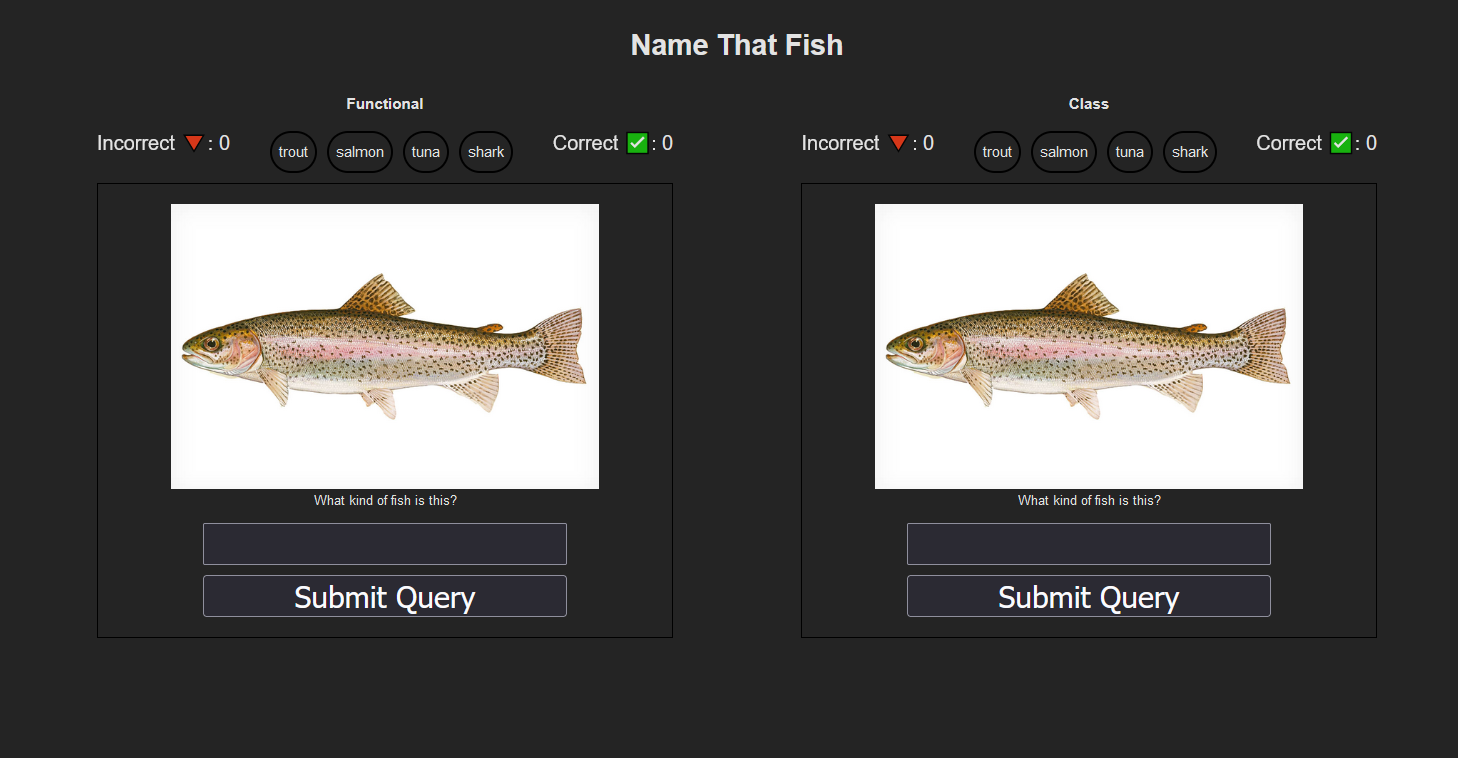 Name That Fish
Functional
Incorrect : 0
trout
salmon
tuna
shark
Correct : 0
What kind of fish is this?
Submit Query
Class
Incorrect : 0
trout
salmon
tuna
shark
Correct : 0
What kind of fish is this?
Submit Query